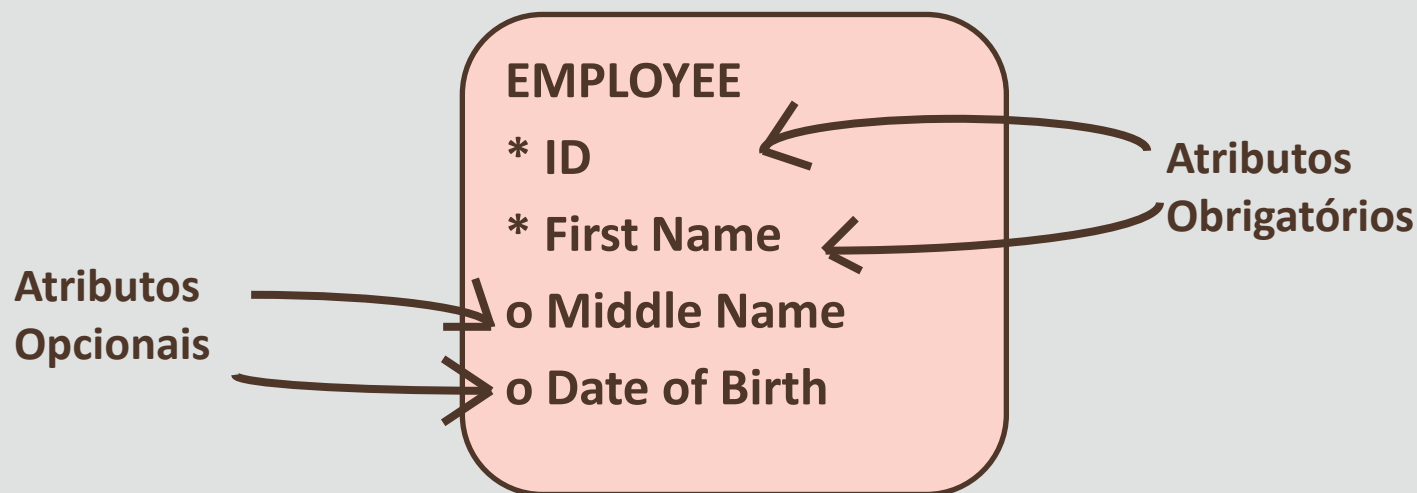 EMPLOYEE
* ID
* First Name
o Middle Name
o Date of Birth
Atributos
Obrigatórios
Atributos
Opcionais